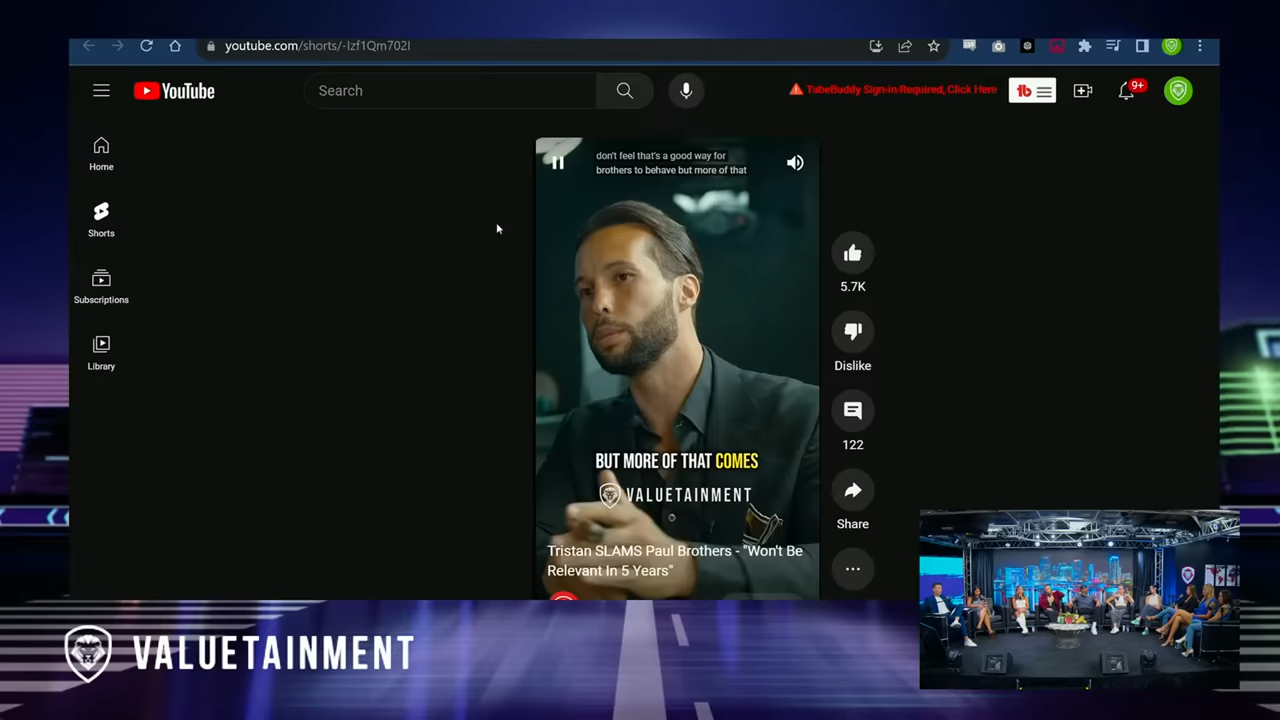 youtube.com/shorts/-Izf1Qm702I
YouTube
Search
TubeBuddy Sign-in Required, Click Here
tb
9+
Home
Shorts
Subscriptions
Library
don't feel that's a good way for
brothers to behave but more of that
BUT MORE OF THAT COMES
VALUETAINMENT
Tristan SLAMS Paul Brothers - "Won't Be
Relevant In 5 Years"
5.7K
Dislike
122
Share
VALUETAINMENT